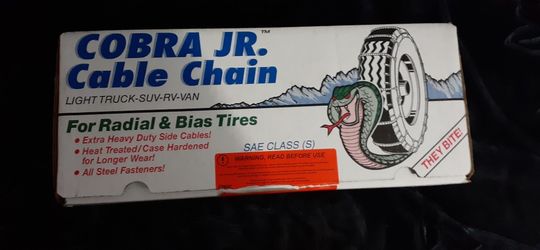 COBRA JR.™
Cable Chain
LIGHT TRUCK-SUV-RV-VAN
For Radial & Bias Tires
• Extra Heavy Duty Side Cables!
• Heat Treated/Case Hardened
for Longer Wear!
• All Steel Fasteners!
SAE CLASS (S)
WARNING, READ BEFORE USE
THEY BITE!